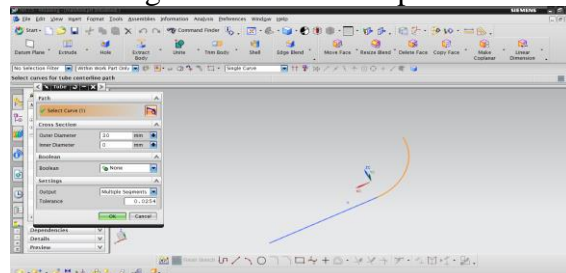 SIEMENS
File Edit View Insert Format Tools Assemblies Information Analysis Preferences Window Help
Start Command Finder
Datum Plane Extrude Hole Extract Body Unite Trim Body Shell Edge Blend Move Face Resize Blend Delete Face Copy Face Make Coplanar Linear Dimension
No Selection Filter Within Work Part Only Single Curve
Select curves for tube centerline path
Tube
Path
Select Curve (1)
Cross Section
Outer Diameter mm
Inner Diameter 0 mm
Boolean
Boolean None
Settings
Output Multiple Segments
Tolerance 0.0254
OK Cancel
Dependencies
Details
Preview